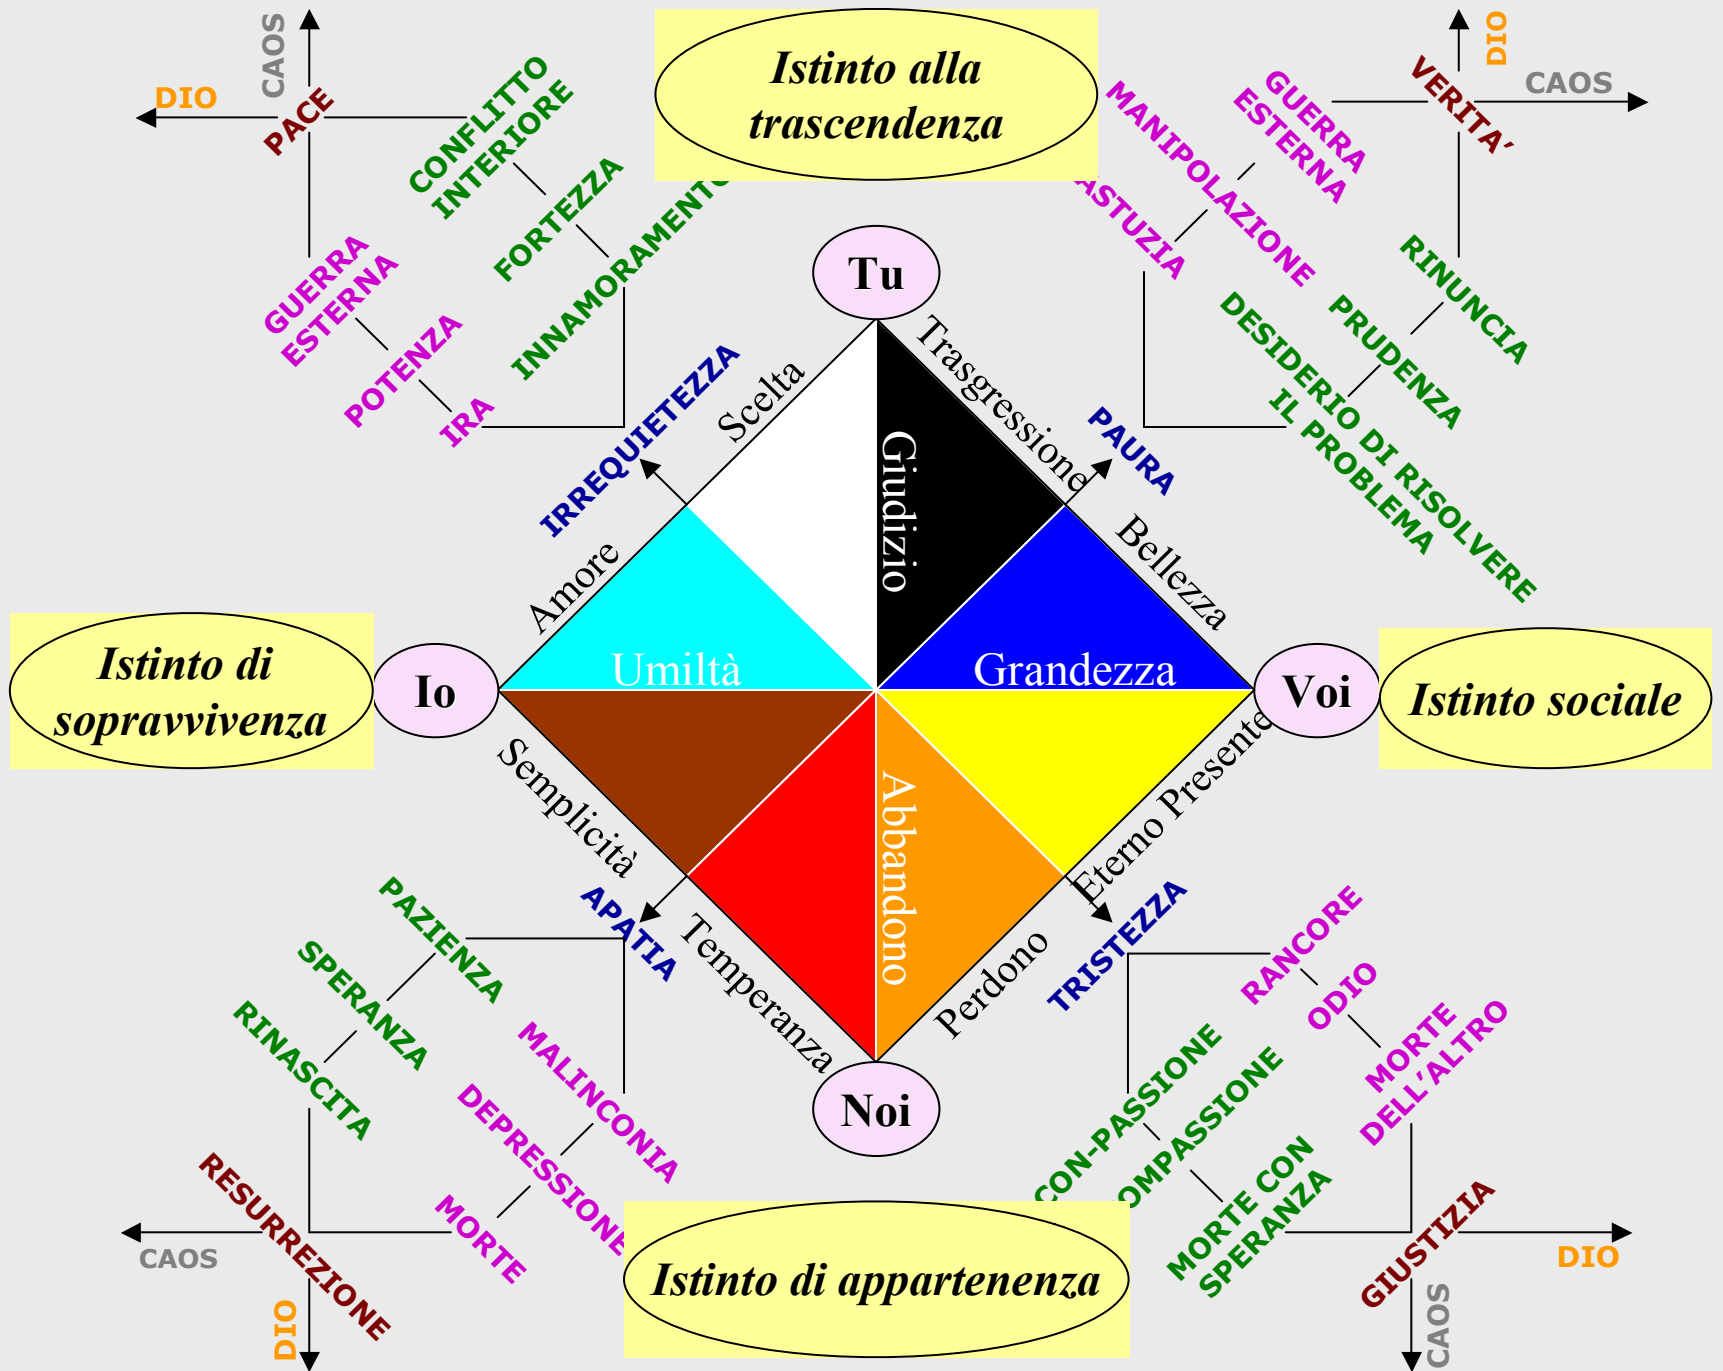 CAOS
DIO
PACE
CONFLITTO
INTERIORE
FORTEZZA
INNAMORAMENTO
GUERRA
ESTERNA
POTENZA
IRA
IRREQUIETEZZA
Istinto alla
trascendenza
DIO
CAOS
VERITA’
GUERRA
ESTERNA
MANIPOLAZIONE
ASTUZIA
RINUNCIA
PRUDENZA
DESIDERIO DI RISOLVERE
IL PROBLEMA
PAURA
Tu
Scelta
Trasgressione
Giudizio
Amore
Bellezza
Umiltà
Grandezza
Istinto di
sopravvivenza
Io
Voi
Istinto sociale
Semplicità
Eterno Presente
Abbandono
Temperanza
Perdono
Noi
APATIA
PAZIENZA
SPERANZA
RINASCITA
MALINCONIA
DEPRESSIONE
MORTE
RESURREZIONE
CAOS
DIO
Istinto di appartenenza
TRISTEZZA
RANCORE
ODIO
MORTE
DELL’ALTRO
CON-PASSIONE
OMPASSIONE
MORTE CON
SPERANZA
GIUSTIZIA
DIO
CAOS